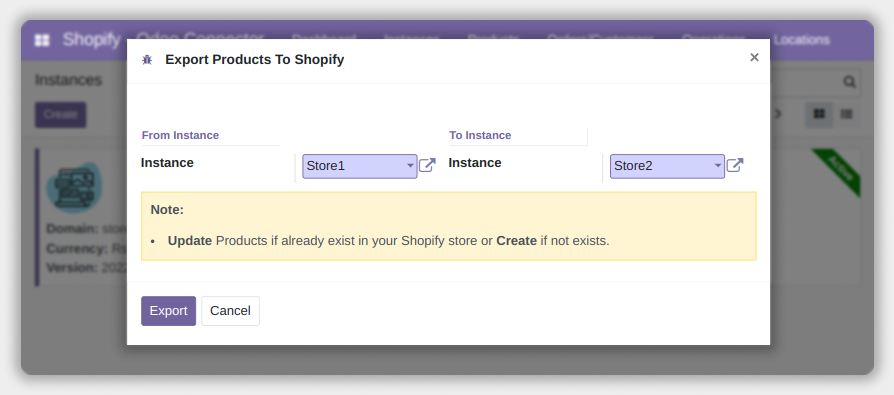 Shopify Odoo Connector Dashboard Instances Products Orders/Customers Operations Locations
Export Products To Shopify
×
Instances
Create
From Instance
To Instance
Instance Store1 Instance Store2
Active
Note:
• Update Products if already exist in your Shopify store or Create if not exists.
Domain: store
Currency: Rs
Version: 2022
Export Cancel